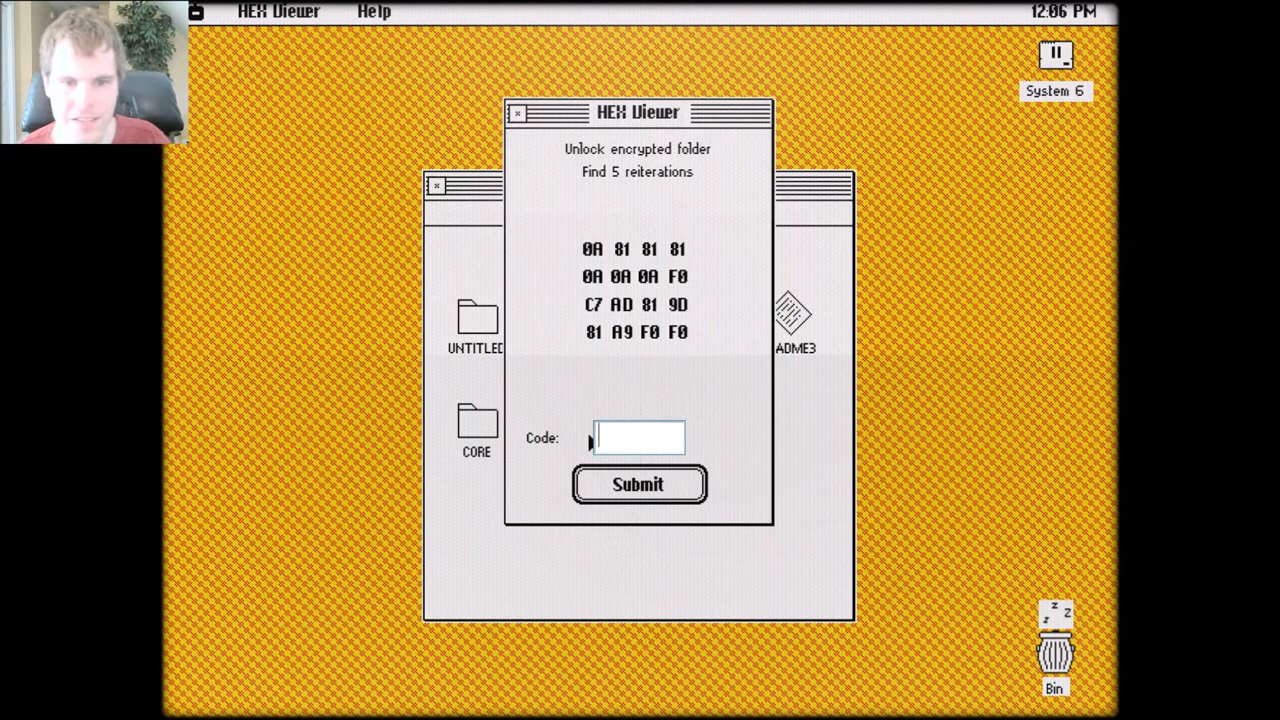 HEX Viewer Help 12:06 PM
System 6
HEX Viewer
Unlock encrypted folder
Find 5 reiterations
0A 81 81 81
0A 0A 0A F0
C7 AD 81 9D
81 A9 F0 F0
UNTITLED
ADME3
Code:
CORE
Submit
z z z
Bin